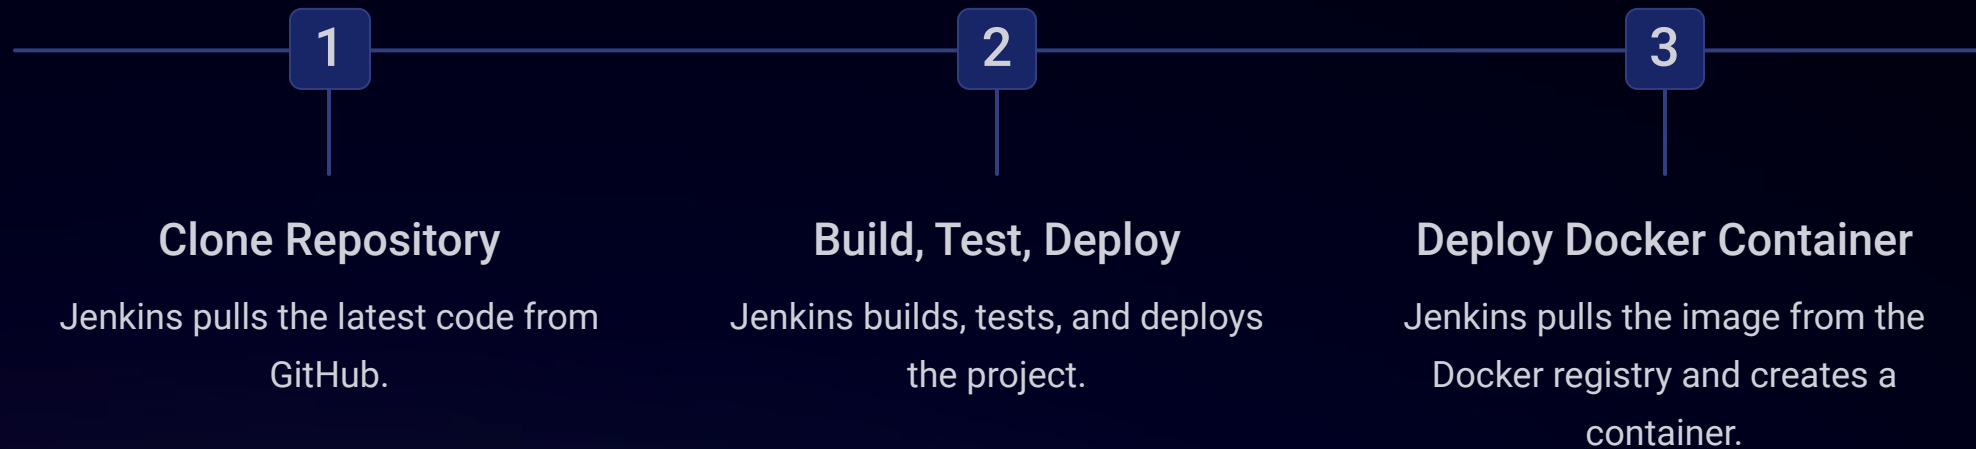 1
2
3
Clone Repository
Jenkins pulls the latest code from
GitHub.
Build, Test, Deploy
Jenkins builds, tests, and deploys
the project.
Deploy Docker Container
Jenkins pulls the image from the
Docker registry and creates a
container.